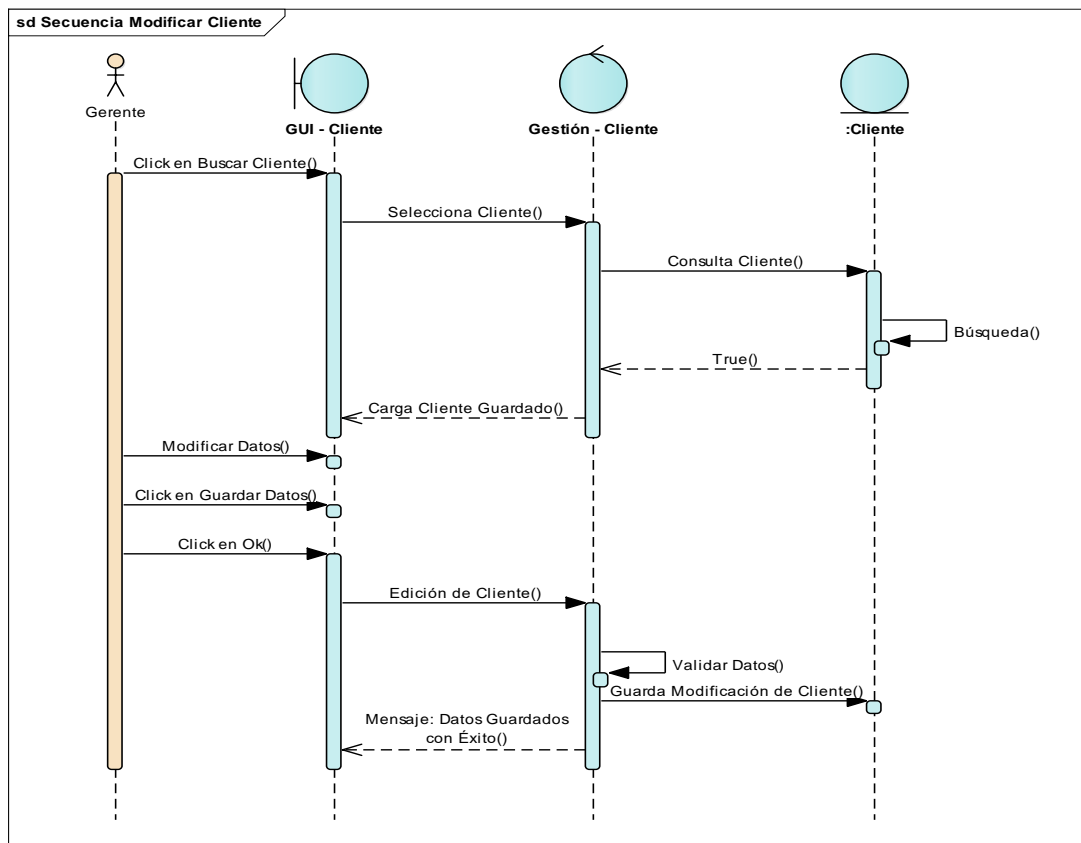 sd Secuencia Modificar Cliente
Gerente
GUI - Cliente
Gestión - Cliente
:Cliente
Click en Buscar Cliente()
Selecciona Cliente()
Consulta Cliente()
Búsqueda()
True()
Carga Cliente Guardado()
Modificar Datos()
Click en Guardar Datos()
Click en Ok()
Edición de Cliente()
Validar Datos()
Guarda Modificación de Cliente()
Mensaje: Datos Guardados
con Éxito()